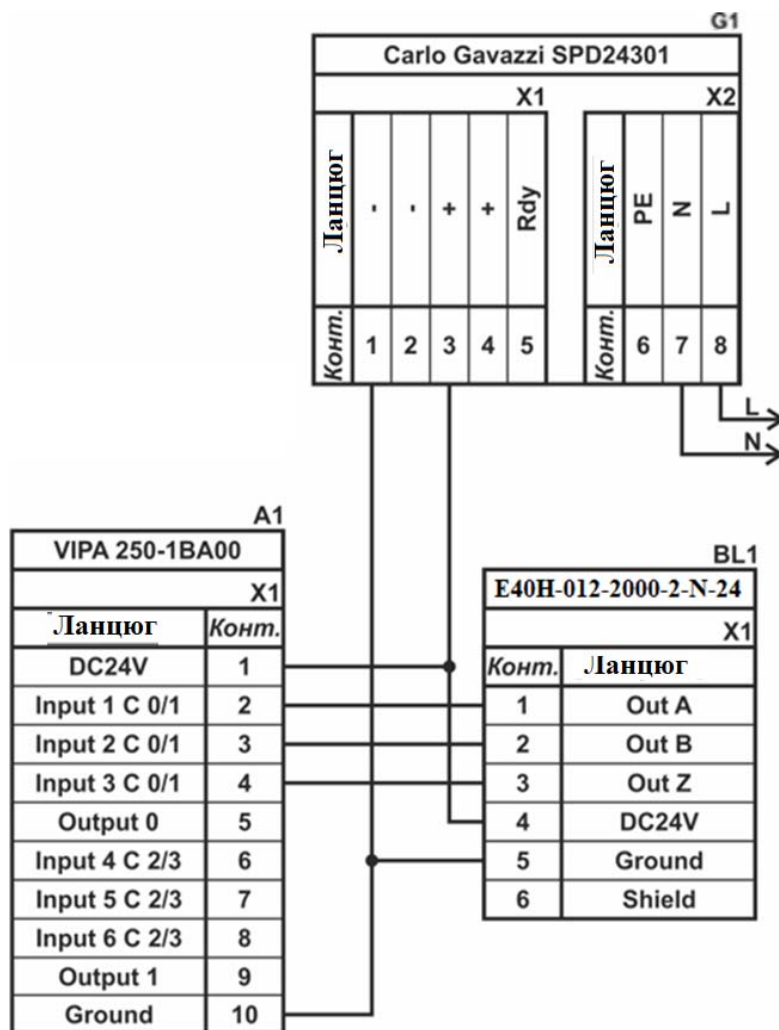 G1
Carlo Gavazzi SPD24301
X1
X2
Ланцюг - - + + Rdy
Ланцюг PE N L
Конт. 1 2 3 4 5
Конт. 6 7 8
L
N
A1
VIPA 250-1BA00
X1
Ланцюг Конт.
DC24V 1
Input 1 C 0/1 2
Input 2 C 0/1 3
Input 3 C 0/1 4
Output 0 5
Input 4 C 2/3 6
Input 5 C 2/3 7
Input 6 C 2/3 8
Output 1 9
Ground 10
BL1
E40H-012-2000-2-N-24
X1
Конт. Ланцюг
1 Out A
2 Out B
3 Out Z
4 DC24V
5 Ground
6 Shield